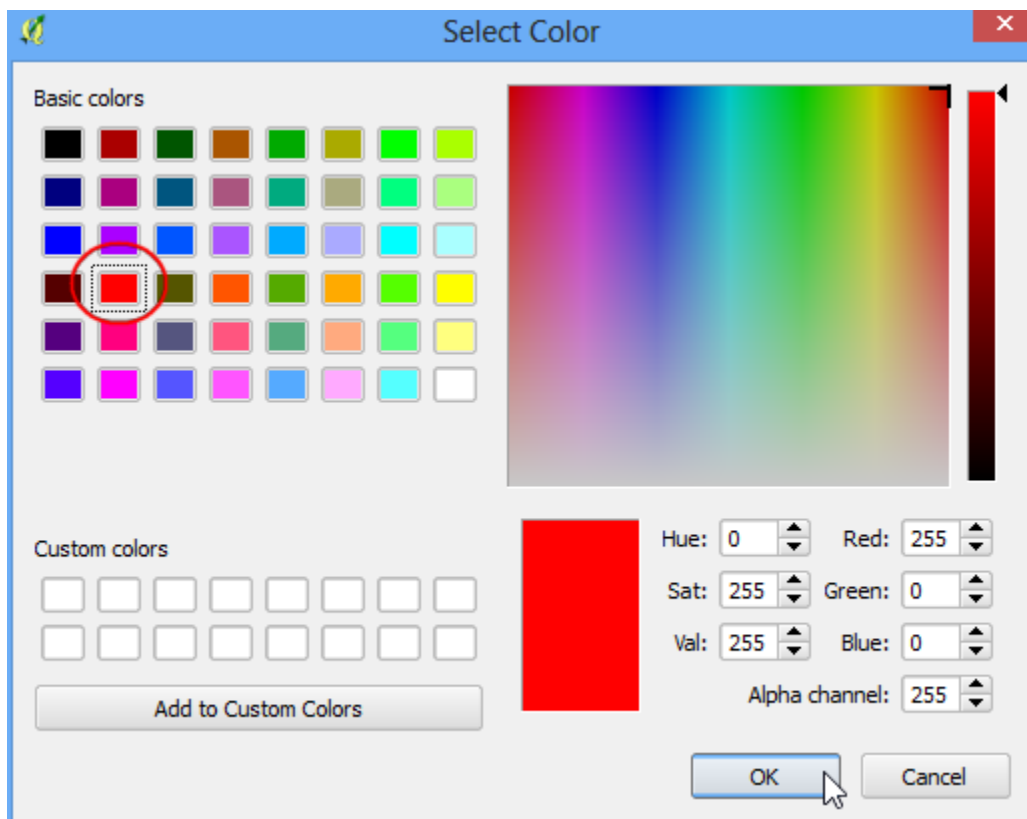 Select Color
Basic colors
Custom colors
Add to Custom Colors
Hue: 0 Red: 255
Sat: 255 Green: 0
Val: 255 Blue: 0
Alpha channel: 255
OK Cancel